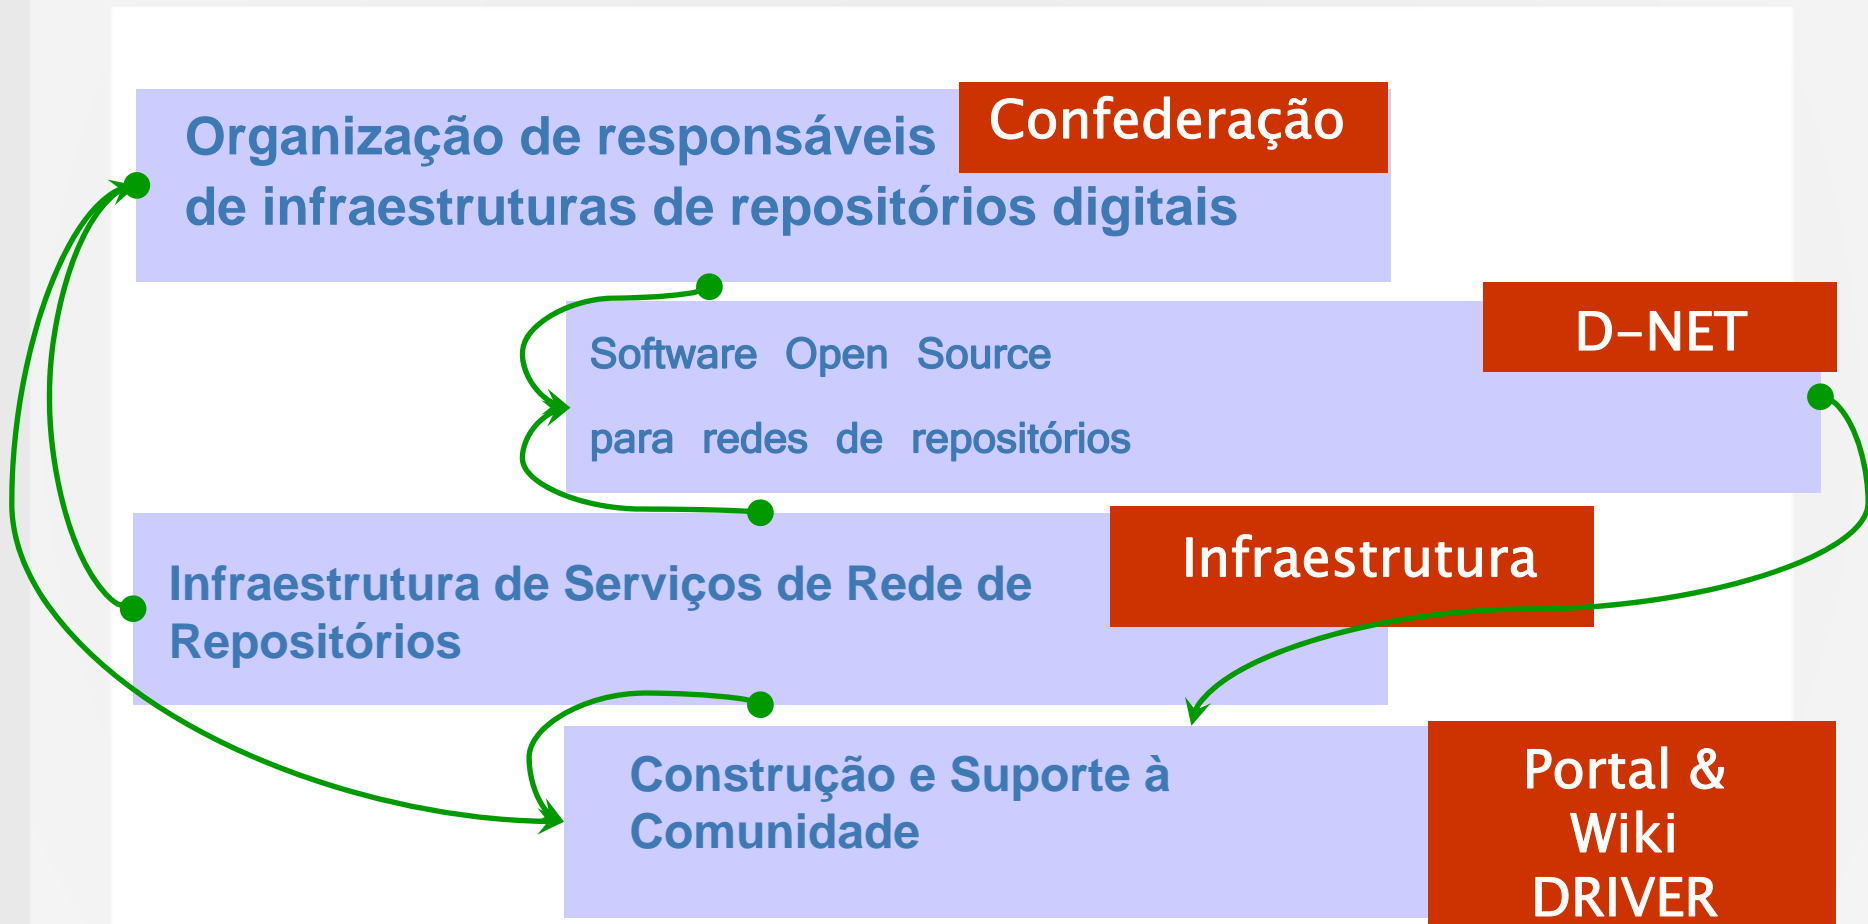 Organização de responsáveis
de infraestruturas de repositórios digitais
Confederação
Software Open Source
para redes de repositórios
D-NET
Infraestrutura de Serviços de Rede de
Repositórios
Infraestrutura
Construção e Suporte à
Comunidade
Portal &
Wiki
DRIVER